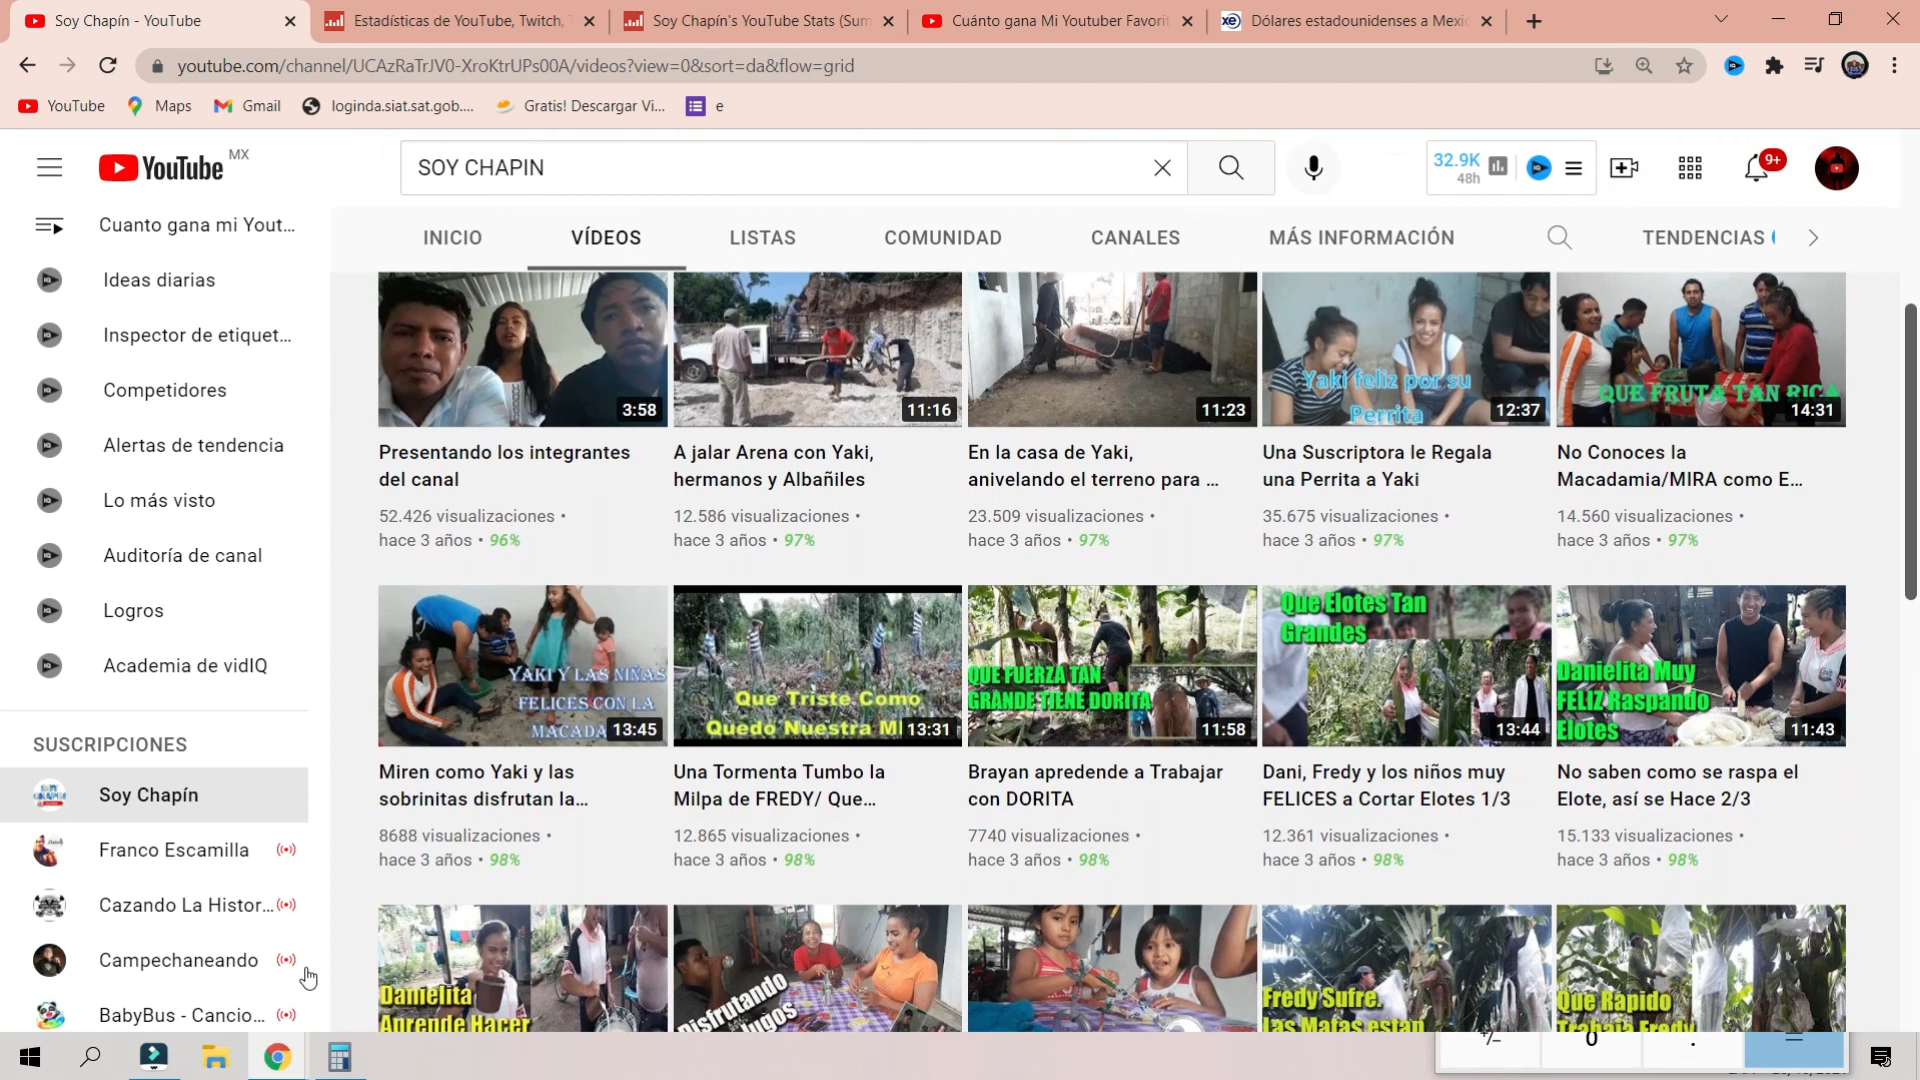 Soy Chapín - YouTube
Estadísticas de YouTube, Twitch,
Soy Chapín's YouTube Stats (Sum
Cuánto gana Mi Youtuber Favorit
Dólares estadounidenses a Mexic
youtube.com/channel/UCAzRaTrJV0-XroKtrUPs00A/videos?view=0&sort=da&flow=grid
YouTube
Maps
Gmail
loginda.siat.sat.gob....
Gratis! Descargar Vi...
e
YouTube MX
SOY CHAPIN
32.9K
48h
9+
Cuanto gana mi Yout...
Ideas diarias
Inspector de etiquet...
Competidores
Alertas de tendencia
Lo más visto
Auditoría de canal
Logros
Academia de vidIQ
SUSCRIPCIONES
Soy Chapín
Franco Escamilla
Cazando La Histor...
Campechaneando
BabyBus - Cancio...
INICIO
VÍDEOS
LISTAS
COMUNIDAD
CANALES
MÁS INFORMACIÓN
TENDENCIAS
3:58
11:16
11:23
Yaki feliz por su
Perrita
12:37
QUE FRUTA TAN RICA
14:31
Presentando los integrantes
del canal
52.426 visualizaciones •
hace 3 años • 96%
A jalar Arena con Yaki,
hermanos y Albañiles
12.586 visualizaciones •
hace 3 años • 97%
En la casa de Yaki,
anivelando el terreno para ...
23.509 visualizaciones •
hace 3 años • 97%
Una Suscriptora le Regala
una Perrita a Yaki
35.675 visualizaciones •
hace 3 años • 97%
No Conoces la
Macadamia/MIRA como E...
14.560 visualizaciones •
hace 3 años • 97%
YAKI Y LAS NIÑAS
FELICES CON LA
MACADA
13:45
Que Triste Como
Quedo Nuestra MI
13:31
QUE FUERZA TAN
GRANDE TIENE DORITA
11:58
Que Elotes Tan
Grandes
13:44
Danielita Muy
FELIZ Raspando
Elotes
11:43
Miren como Yaki y las
sobrinitas disfrutan la...
8688 visualizaciones •
hace 3 años • 98%
Una Tormenta Tumbo la
Milpa de FREDY/ Que...
12.865 visualizaciones •
hace 3 años • 98%
Brayan apredende a Trabajar
con DORITA
7740 visualizaciones •
hace 3 años • 98%
Dani, Fredy y los niños muy
FELICES a Cortar Elotes 1/3
12.361 visualizaciones •
hace 3 años • 98%
No saben como se raspa el
Elote, así se Hace 2/3
15.133 visualizaciones •
hace 3 años • 98%
Danielita
Aprende Hacer
Disfrutando
Jugos
Fredy Sufre.
Las Matas estan
Que Rapido
Trabaja Fredy
+/-
0
.
=